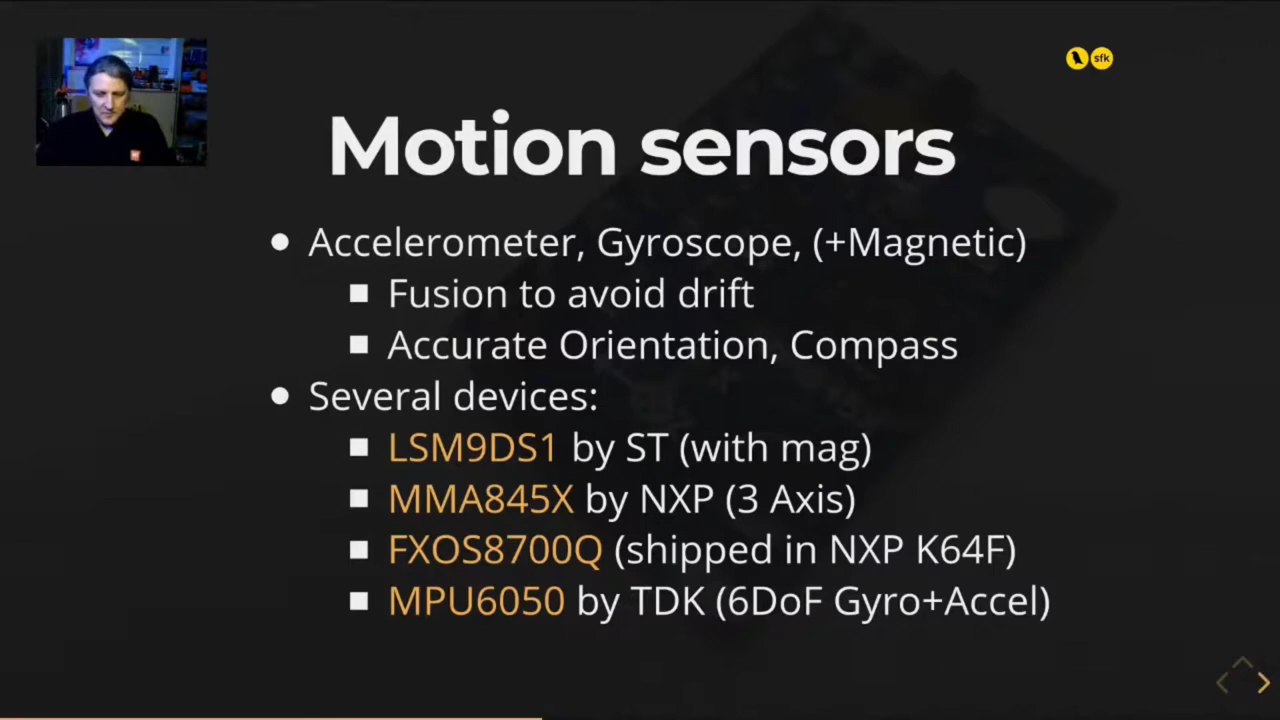 sfk
Motion sensors
Accelerometer, Gyroscope, (+Magnetic)
Fusion to avoid drift
Accurate Orientation, Compass
Several devices:
LSM9DS1 by ST (with mag)
MMA845X by NXP (3 Axis)
FXOS8700Q (shipped in NXP K64F)
MPU6050 by TDK (6DoF Gyro+Accel)